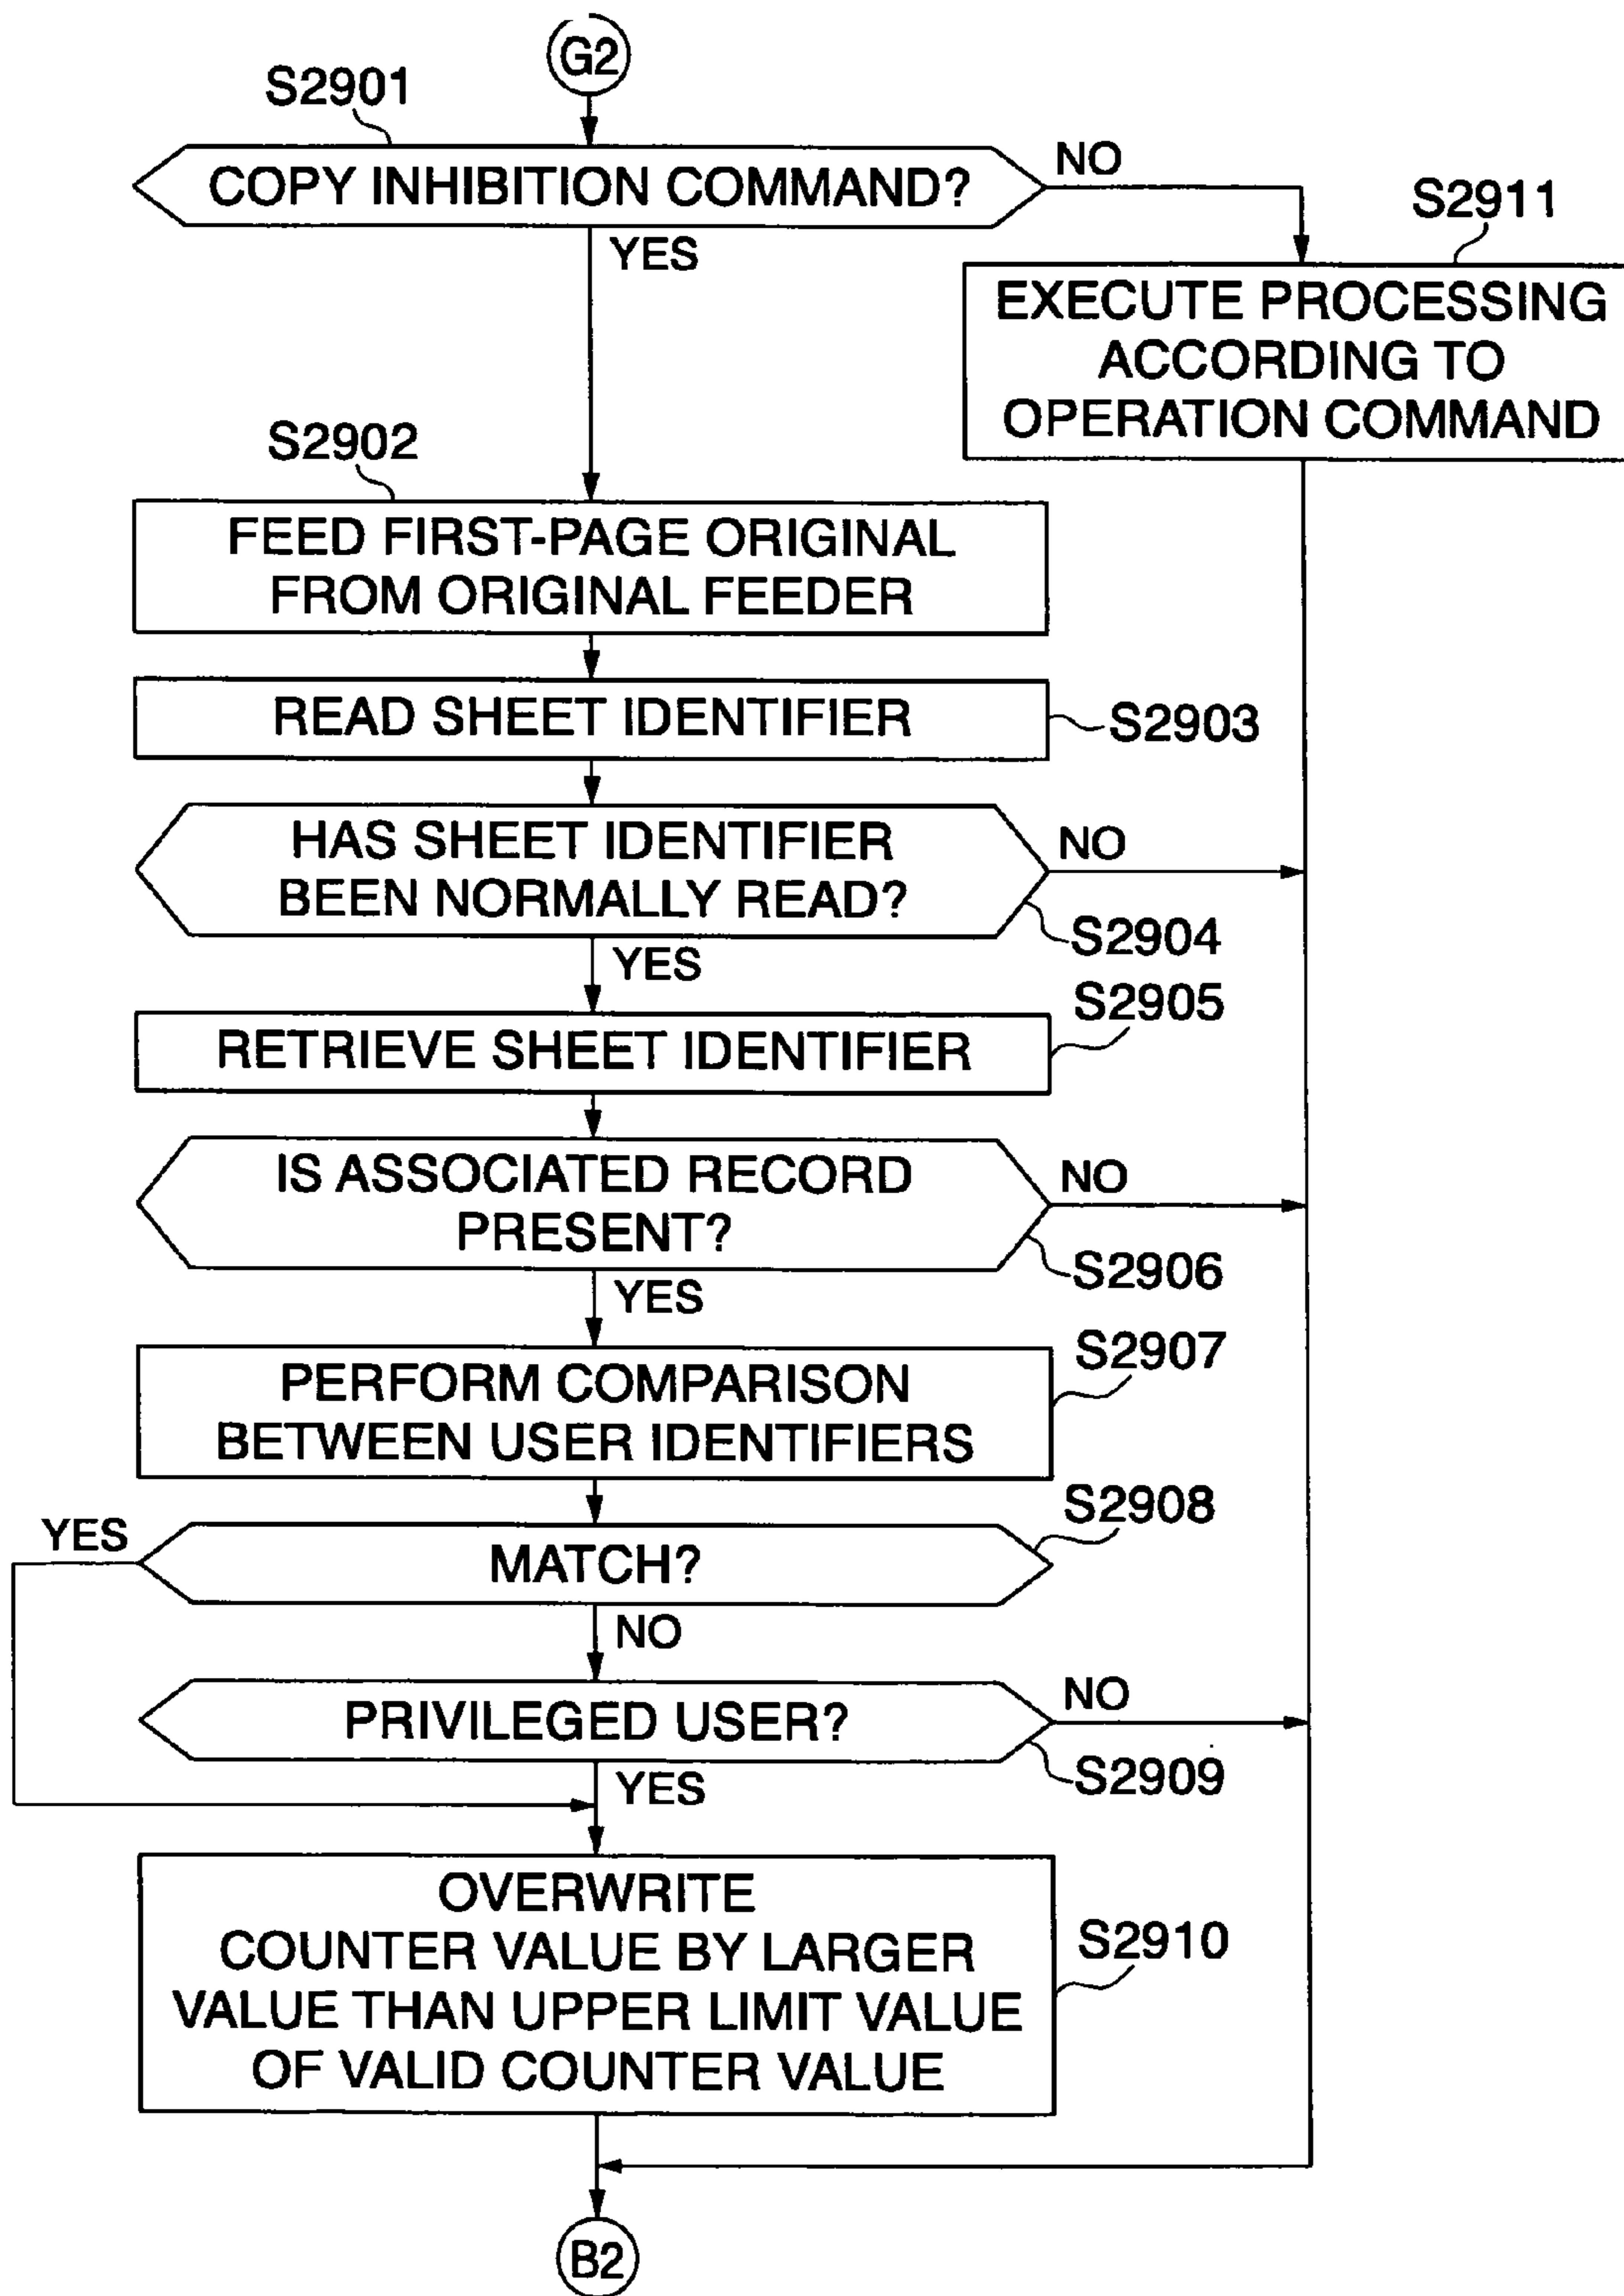 G2
S2901
COPY INHIBITION COMMAND?
NO
YES
S2911
EXECUTE PROCESSING
ACCORDING TO
OPERATION COMMAND
S2902
FEED FIRST-PAGE ORIGINAL
FROM ORIGINAL FEEDER
READ SHEET IDENTIFIER
S2903
HAS SHEET IDENTIFIER
BEEN NORMALLY READ?
NO
S2904
YES
S2905
RETRIEVE SHEET IDENTIFIER
IS ASSOCIATED RECORD
PRESENT?
NO
S2906
YES
S2907
PERFORM COMPARISON
BETWEEN USER IDENTIFIERS
S2908
YES
MATCH?
NO
PRIVILEGED USER?
NO
S2909
YES
OVERWRITE
COUNTER VALUE BY LARGER
VALUE THAN UPPER LIMIT VALUE
OF VALID COUNTER VALUE
S2910
B2